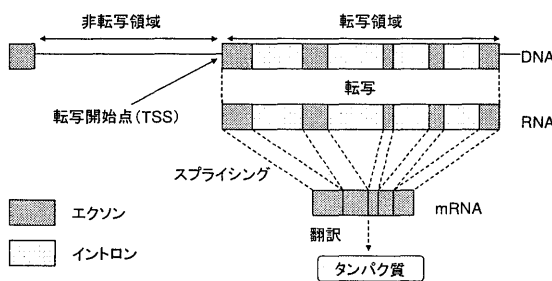 非転写領域
転写領域
DNA
転写開始点(TSS)
転写
RNA
スプライシング
エクソン
mRNA
翻訳
イントロン
タンパク質